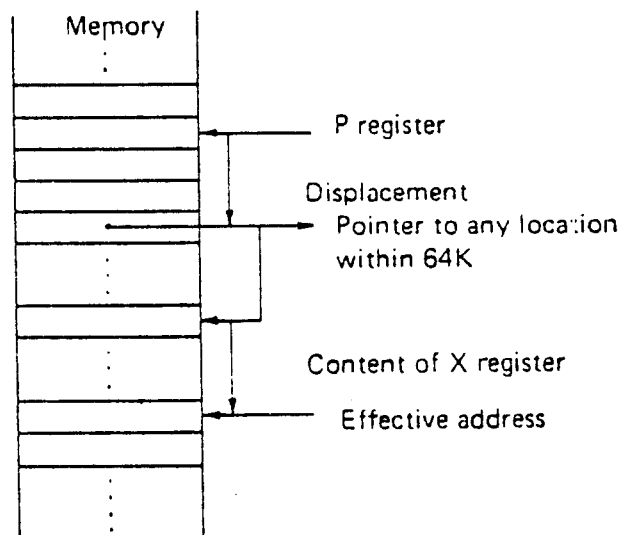 Memory
P register
Displacement
Pointer to any location
within 64K
Content of X register
Effective address